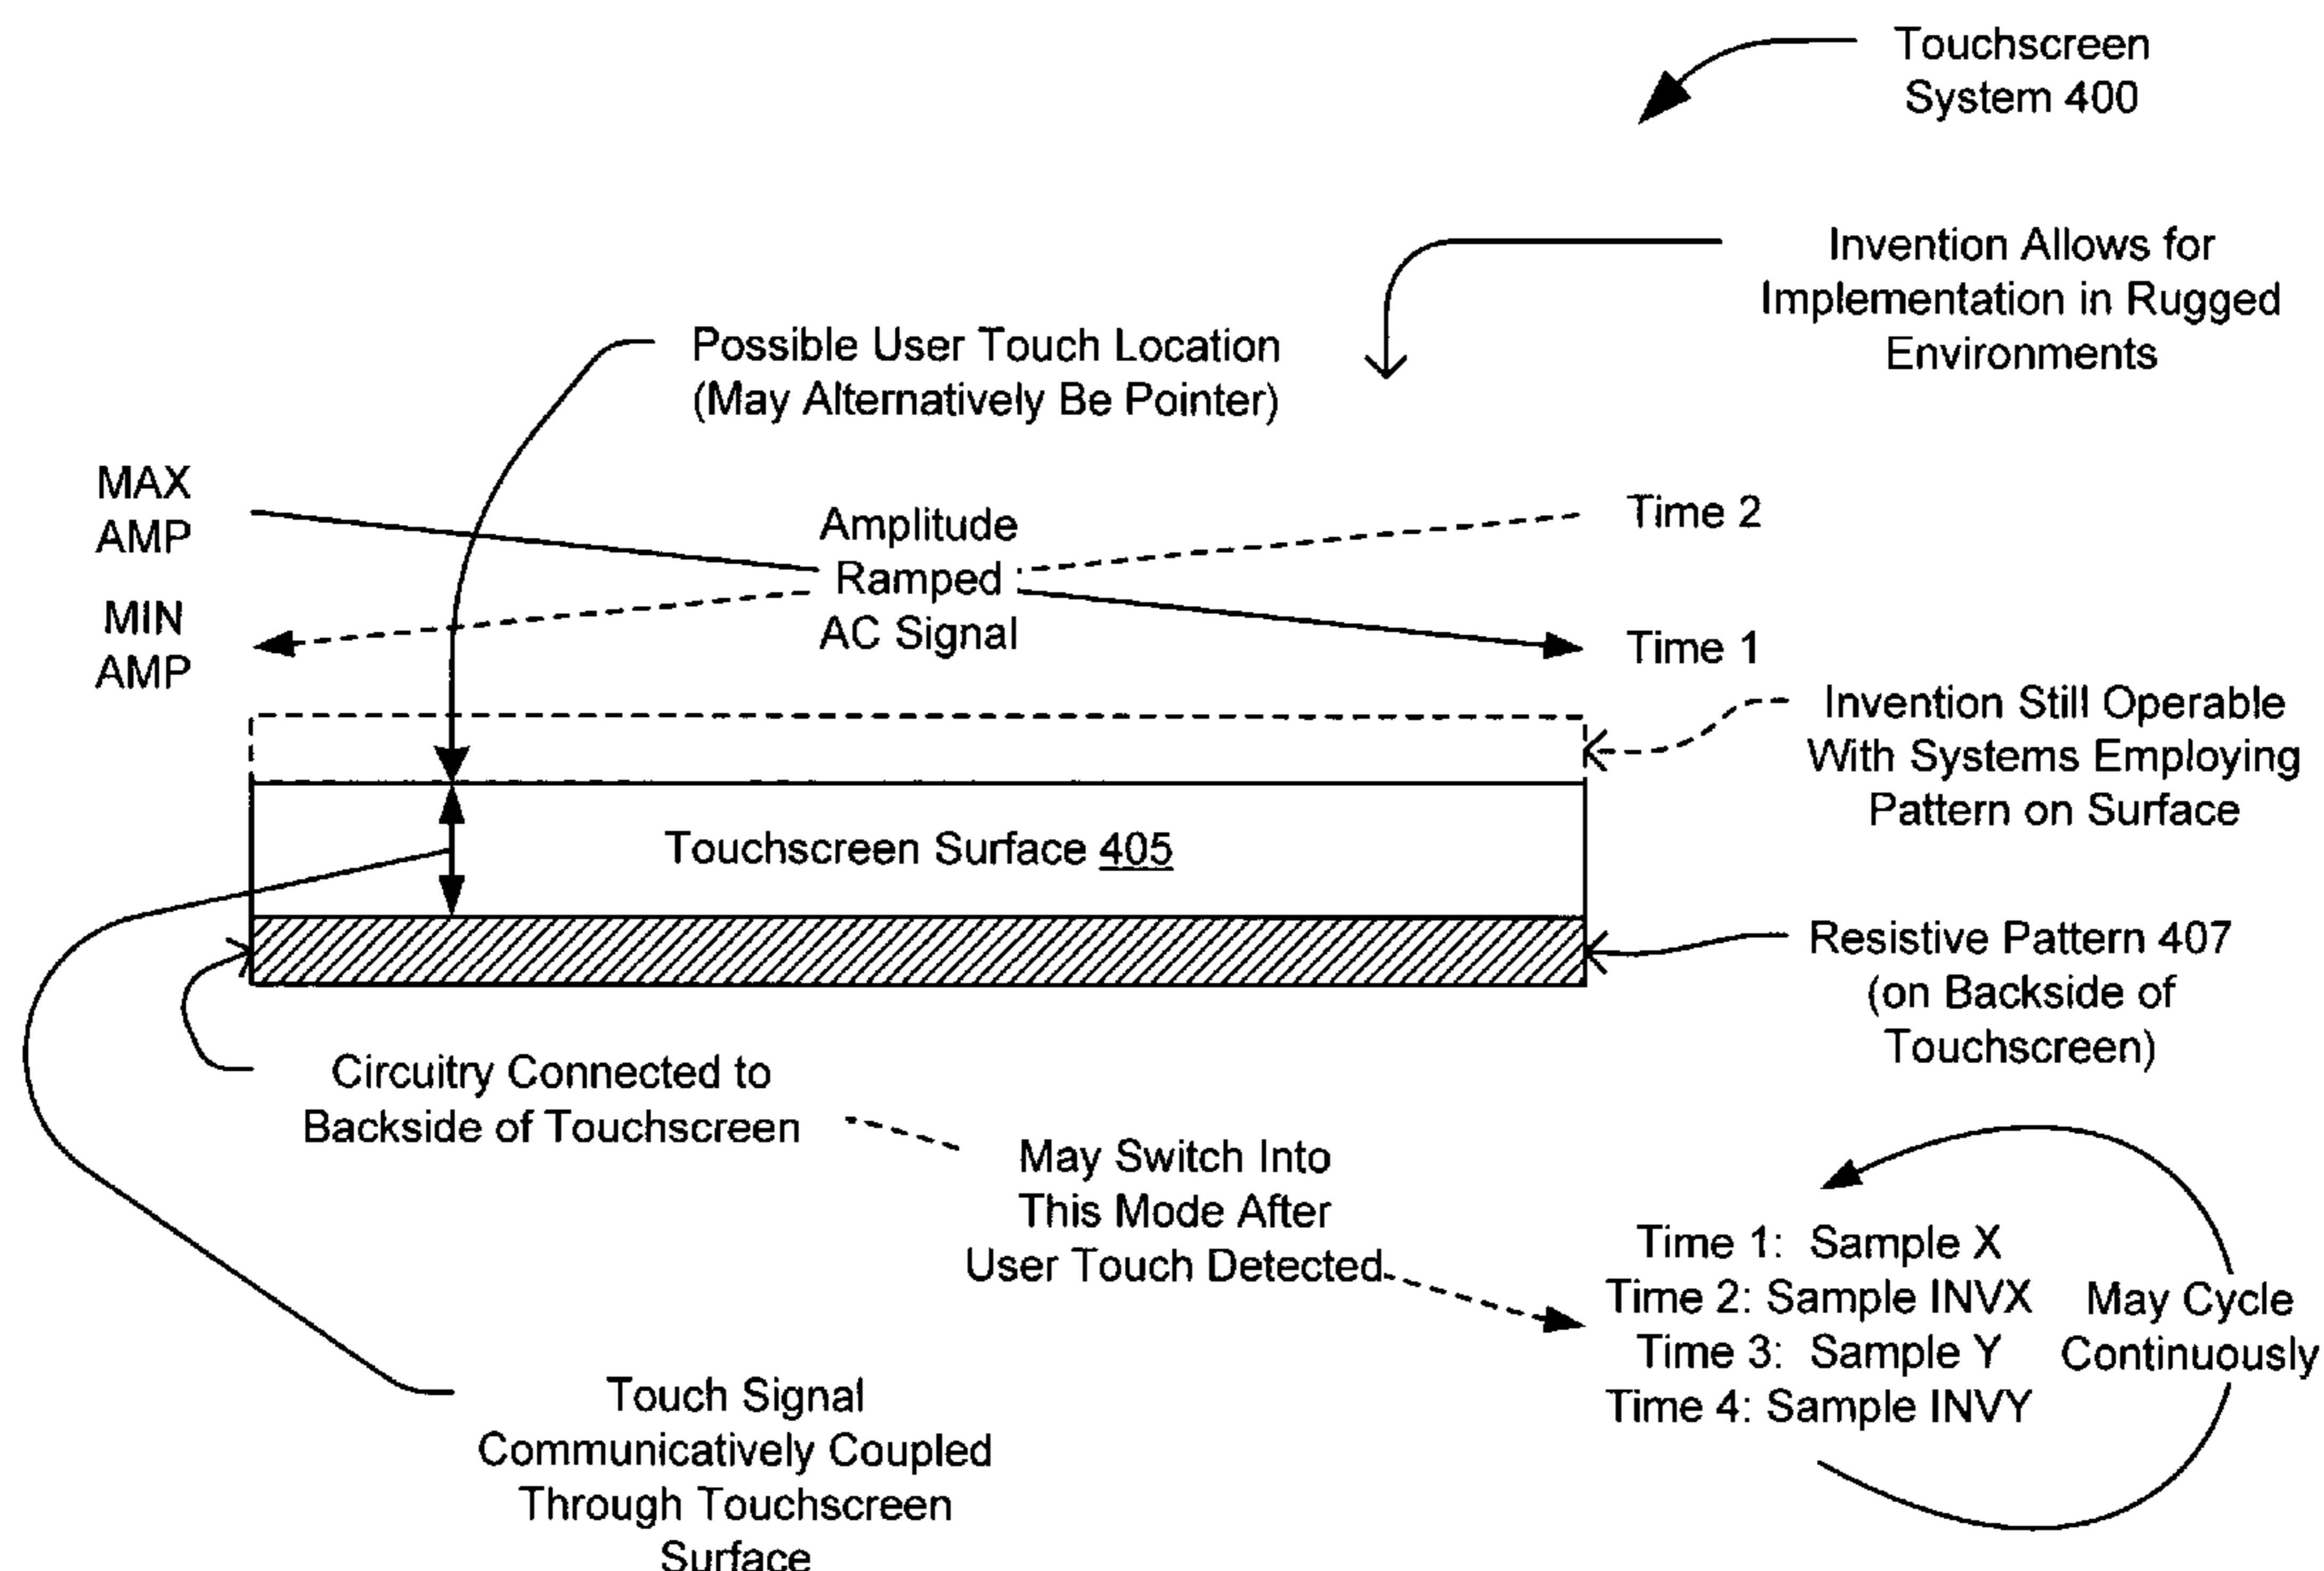 Touchscreen
System 400
Invention Allows for
Implementation in Rugged
Environments
Possible User Touch Location
(May Alternatively Be Pointer)
MAX
AMP
MIN
AMP
Amplitude
Ramped
AC Signal
Time 2
Time 1
Invention Still Operable
With Systems Employing
Pattern on Surface
Touchscreen Surface 405
Resistive Pattern 407
(on Backside of
Touchscreen)
Circuitry Connected to
Backside of Touchscreen
May Switch Into
This Mode After
User Touch Detected
Time 1: Sample X
Time 2: Sample INVX
Time 3: Sample Y
Time 4: Sample INVY
May Cycle
Continuously
Touch Signal
Communicatively Coupled
Through Touchscreen
Surface